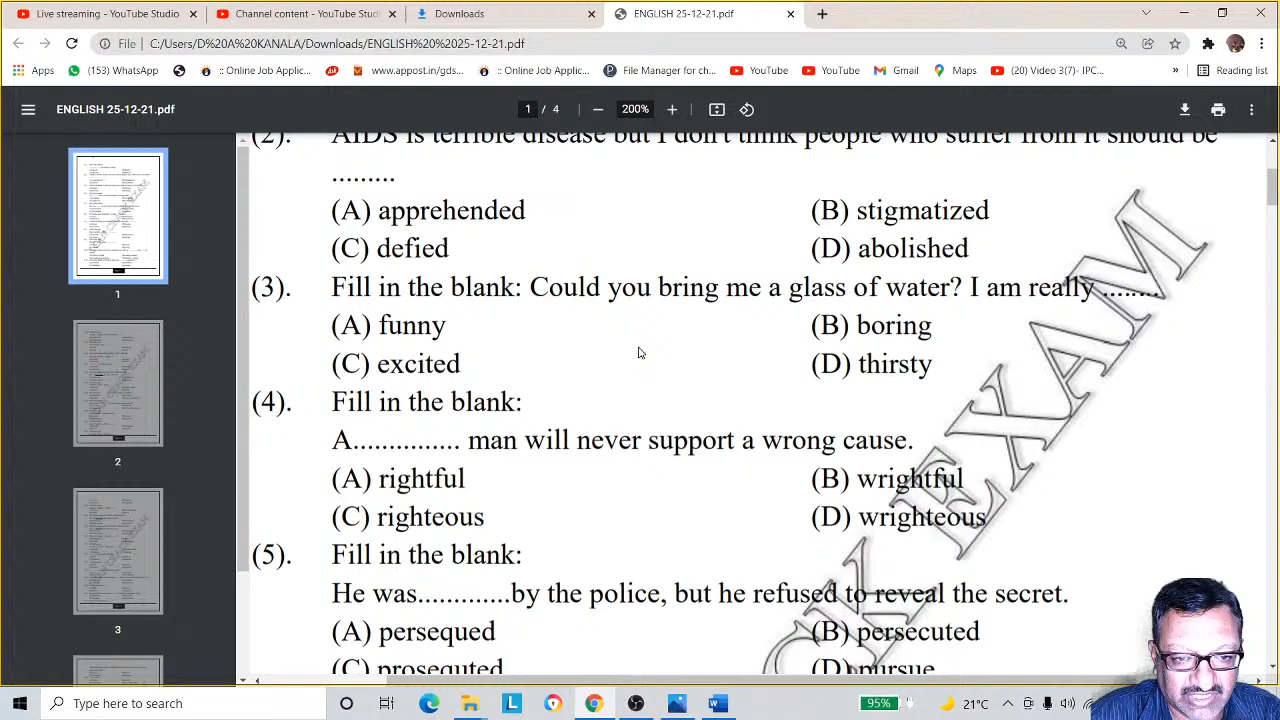 Live streaming - YouTube Studio
Channel content - YouTube Studi
Downloads
ENGLISH 25-12-21.pdf
File | C:/Users/D%20A%20KANALA/Downloads/ENGLISH%20%2025-12-21.pdf
Apps
(153) WhatsApp
:: Online Job Applic...
www.appost.in/gds...
:: Online Job Applic...
File Manager for ch...
YouTube
YouTube
Gmail
Maps
(20) Video 3(7)- IPC...
»
Reading list
ENGLISH 25-12-21.pdf
1 / 4
200%
(2). AIDS is terrible disease but I don't think people who suffer from it should be
.........
(A) apprehended (B) stigmatized
(C) defied (D) abolished
(3). Fill in the blank: Could you bring me a glass of water? I am really ........
(A) funny (B) boring
(C) excited (D) thirsty
(4). Fill in the blank:
A............... man will never support a wrong cause.
(A) rightful (B) wrightful
(C) righteous (D) wrighteous
(5). Fill in the blank:
He was.............by the police, but he refused to reveal the secret.
(A) persequed (B) persecuted
(C) prosequted (D) pursue
1
2
3
EXAM
Type here to search
95%
21°C